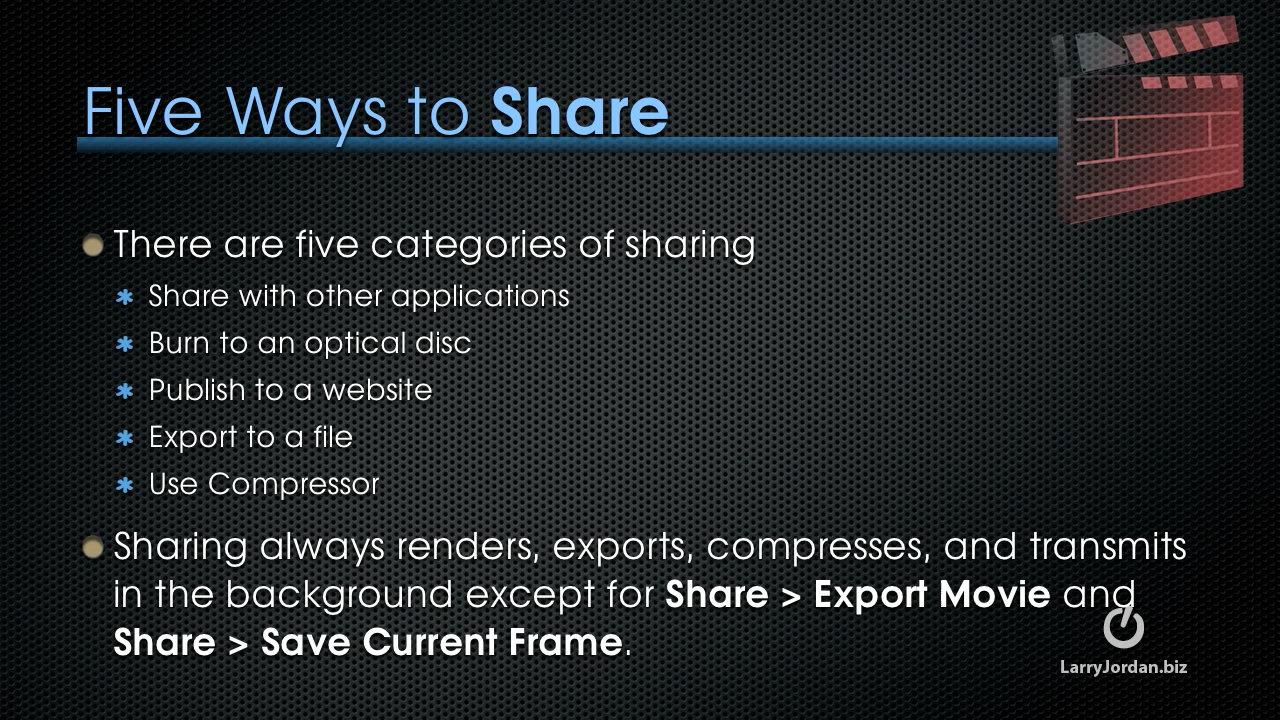 Five Ways to Share
There are five categories of sharing
Share with other applications
Burn to an optical disc
Publish to a website
Export to a file
Use Compressor
Sharing always renders, exports, compresses, and transmits
in the background except for Share > Export Movie and
Share > Save Current Frame.
LarryJordan.biz